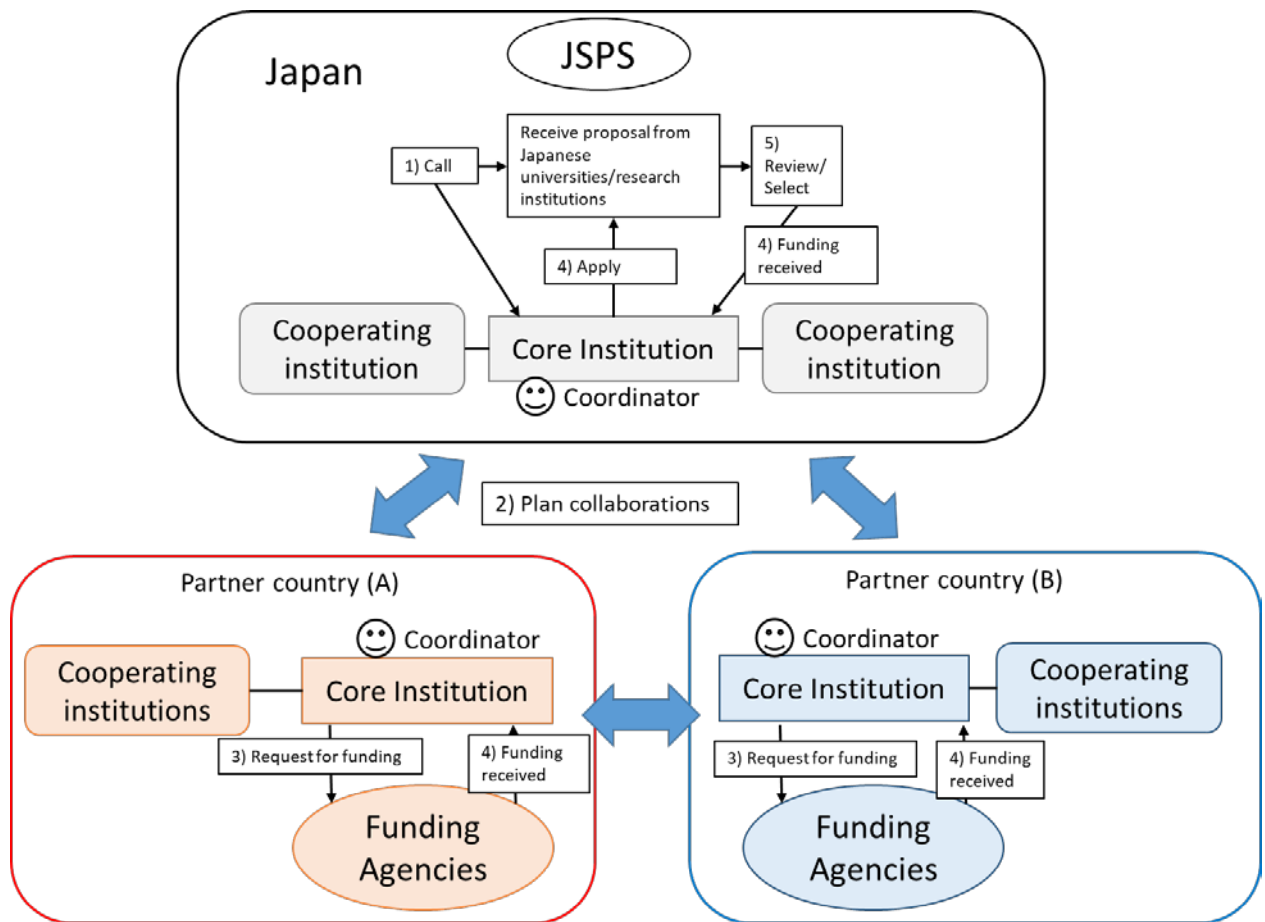 JSPS
Japan
1) Call
Receive proposal from
Japanese
universities/research
institutions
5)
Review/
Select
4) Apply
4) Funding
received
Cooperating
institution
Core Institution
Cooperating
institution
Coordinator
2) Plan collaborations
Partner country (A)
Coordinator
Cooperating
institutions
Core Institution
3) Request for funding
4) Funding
received
Funding
Agencies
Partner country (B)
Coordinator
Core Institution
Cooperating
institutions
3) Request for funding
4) Funding
received
Funding
Agencies